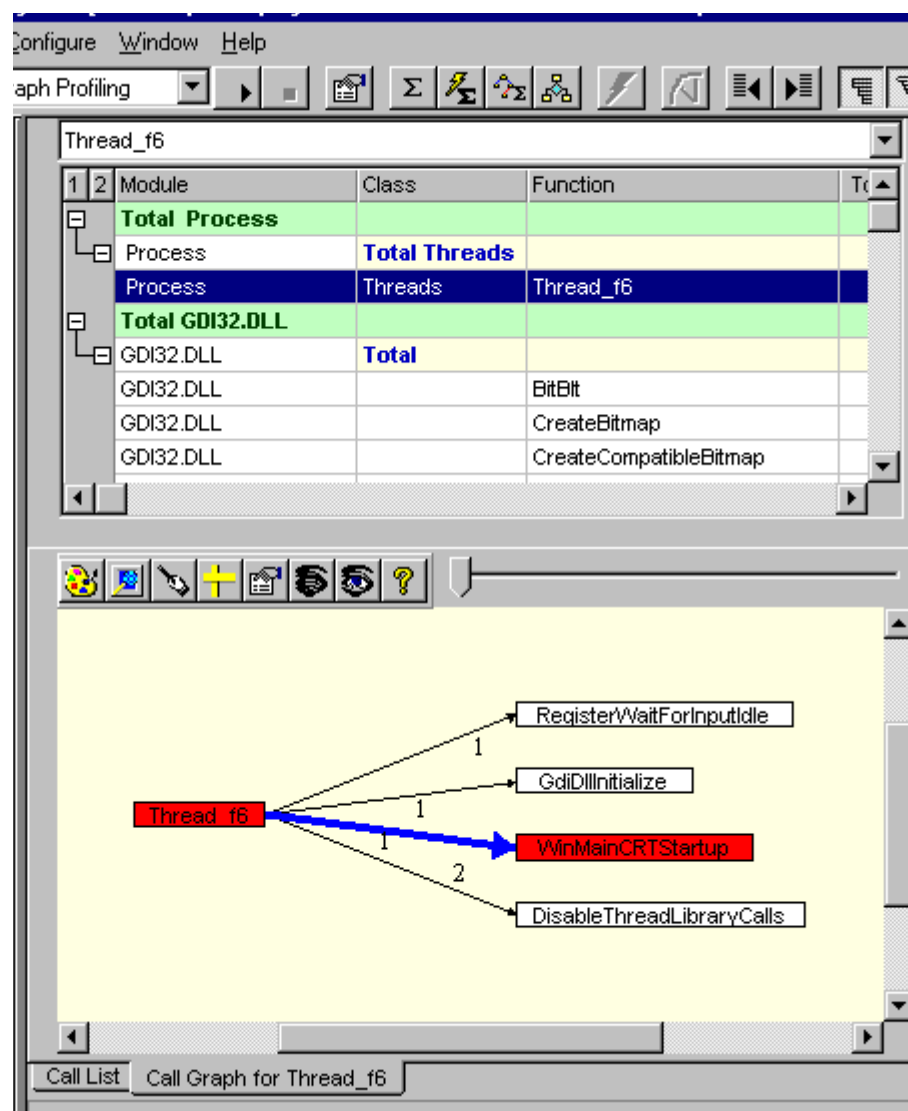 Configure Window Help
aph Profiling
Thread_f6
1 2 Module Class Function
Total Process
Process Total Threads
Process Threads Thread_f6
Total GDI32.DLL
GDI32.DLL Total
GDI32.DLL BitBlt
GDI32.DLL CreateBitmap
GDI32.DLL CreateCompatibleBitmap
RegisterWaitForInputIdle
1
GdiDllInitialize
1
Thread_f6
1
WinMainCRTStartup
2
DisableThreadLibraryCalls
Call List Call Graph for Thread_f6